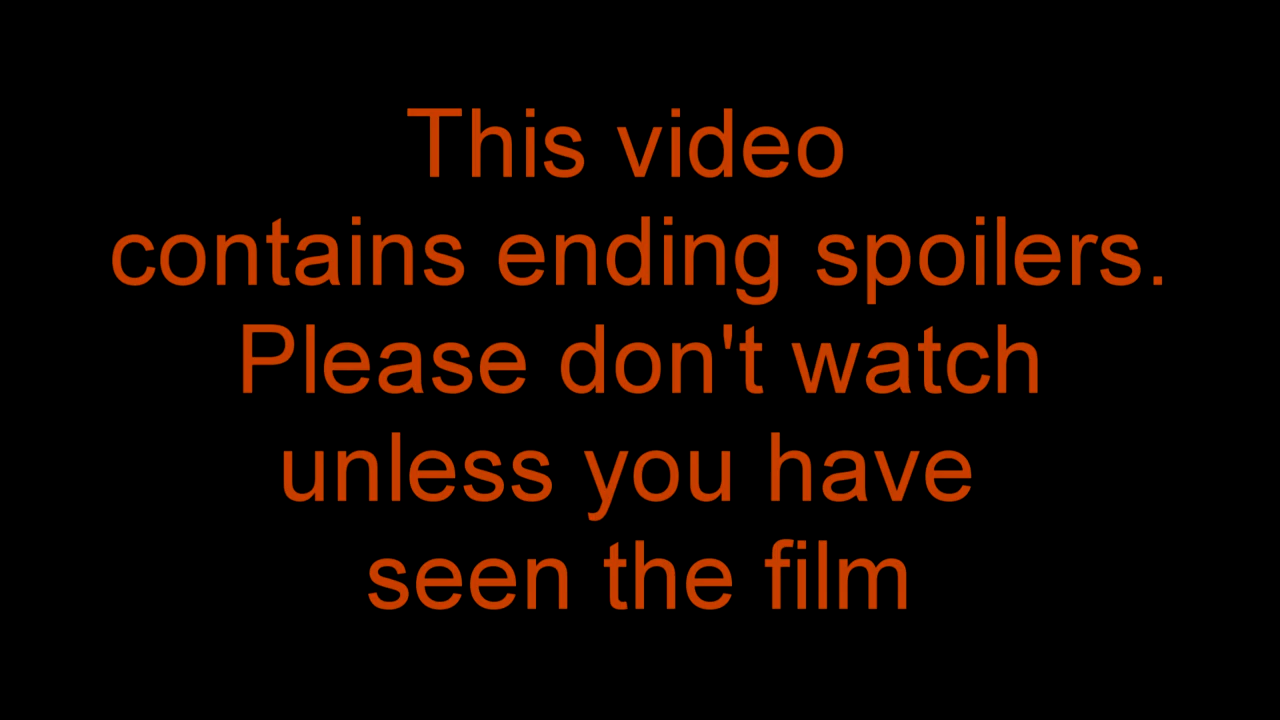 This video
contains ending spoilers.
Please don't watch
unless you have
seen the film